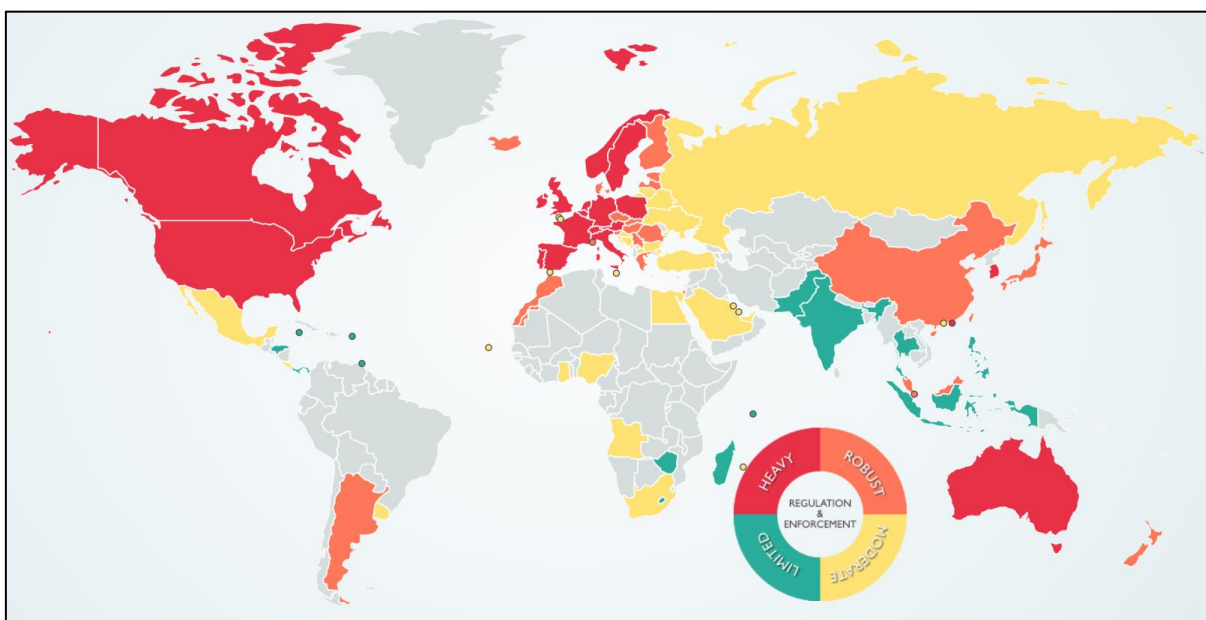 HEAVY
ROBUST
REGULATION
&
ENFORCEMENT
LIMITED
MODERATE